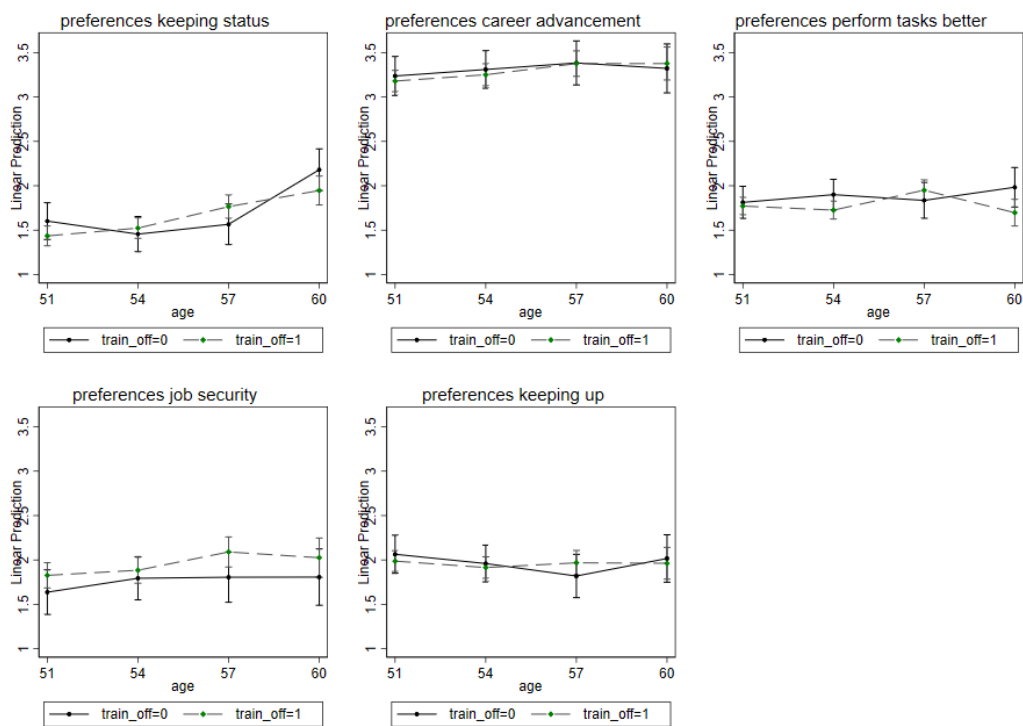 preferences keeping status
Linear Prediction
3.5
3
2.5
2
1.5
1
51 54 57 60
age
train_off=0 train_off=1
preferences career advancement
Linear Prediction
3.5
3
2.5
2
1.5
1
51 54 57 60
age
train_off=0 train_off=1
preferences perform tasks better
Linear Prediction
3.5
3
2.5
2
1.5
1
51 54 57 60
age
train_off=0 train_off=1
preferences job security
Linear Prediction
3.5
3
2.5
2
1.5
1
51 54 57 60
age
train_off=0 train_off=1
preferences keeping up
Linear Prediction
3.5
3
2.5
2
1.5
1
51 54 57 60
age
train_off=0 train_off=1